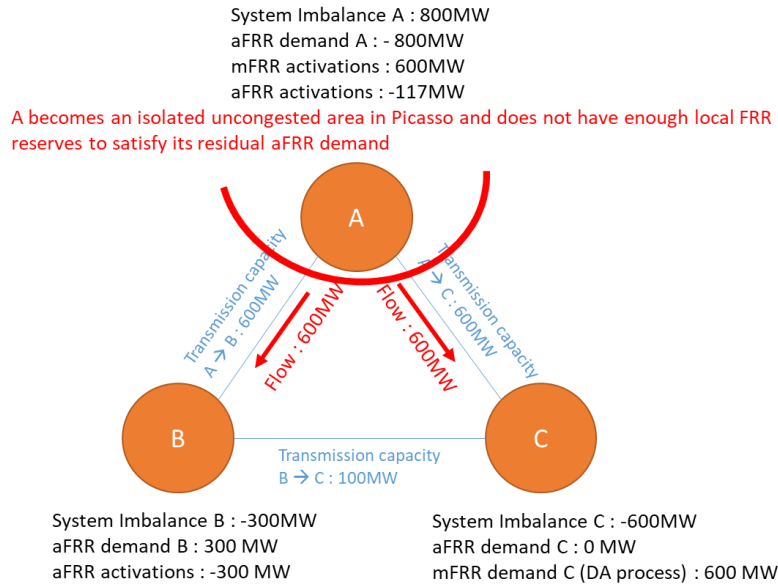 System Imbalance A : 800MW
aFRR demand A : - 800MW
mFRR activations : 600MW
aFRR activations : -117MW
A becomes an isolated uncongested area in Picasso and does not have enough local FRR
reserves to satisfy its residual aFRR demand
A
Transmission capacity
A → B : 600MW
Flow : 600MW
Flow : 600MW
Transmission capacity
A → C : 600MW
B
C
Transmission capacity
B → C : 100MW
System Imbalance B : -300MW
aFRR demand B : 300 MW
aFRR activations : -300 MW
System Imbalance C : -600MW
aFRR demand C : 0 MW
mFRR demand C (DA process) : 600 MW